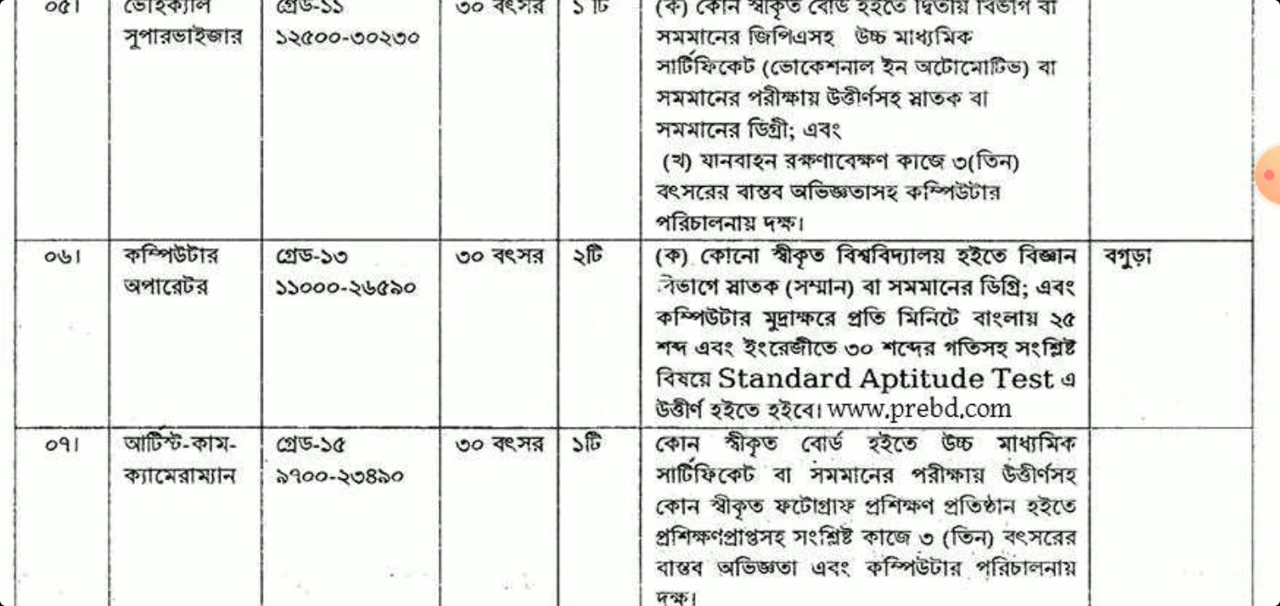 ০৫। ভেহিক্যাল গ্রেড-১১ ৩০ বৎসর ১ টি (ক) কোন স্বীকৃত বোর্ড হইতে দ্বিতীয় বিভাগ বা
সুপারভাইজার ১২৫০০-৩০২৩০ সমমানের জিপিএসহ উচ্চ মাধ্যমিক
সার্টিফিকেট (ভোকেশনাল ইন অটোমোটিভ) বা
সমমানের পরীক্ষায় উত্তীর্ণসহ স্নাতক বা
সমমানের ডিগ্রী; এবং
(খ) যানবাহন রক্ষণাবেক্ষণ কাজে ৩(তিন)
বৎসরের বাস্তব অভিজ্ঞতাসহ কম্পিউটার
পরিচালনায় দক্ষ।
০৬। কম্পিউটার গ্রেড-১৩ ৩০ বৎসর ২টি (ক) কোনো স্বীকৃত বিশ্ববিদ্যালয় হইতে বিজ্ঞান বগুড়া
অপারেটর ১১০০০-২৬৫৯০ বিভাগে স্নাতক (সম্মান) বা সমমানের ডিগ্রি; এবং
কম্পিউটার মুদ্রাক্ষরে প্রতি মিনিটে বাংলায় ২৫
শব্দ এবং ইংরেজীতে ৩০ শব্দের গতিসহ সংশ্লিষ্ট
বিষয়ে Standard Aptitude Test এ
উত্তীর্ণ হইতে হইবে। www.prebd.com
০৭। আর্টিস্ট-কাম- গ্রেড-১৫ ৩০ বৎসর ১টি কোন স্বীকৃত বোর্ড হইতে উচ্চ মাধ্যমিক
ক্যামেরাম্যান ৯৭০০-২৩৪৯০ সার্টিফিকেট বা সমমানের পরীক্ষায় উত্তীর্ণসহ
কোন স্বীকৃত ফটোগ্রাফ প্রশিক্ষণ প্রতিষ্ঠান হইতে
প্রশিক্ষণপ্রাপ্তসহ সংশ্লিষ্ট কাজে ৩ (তিন) বৎসরের
বাস্তব অভিজ্ঞতা এবং কম্পিউটার পরিচালনায়
দক্ষ।